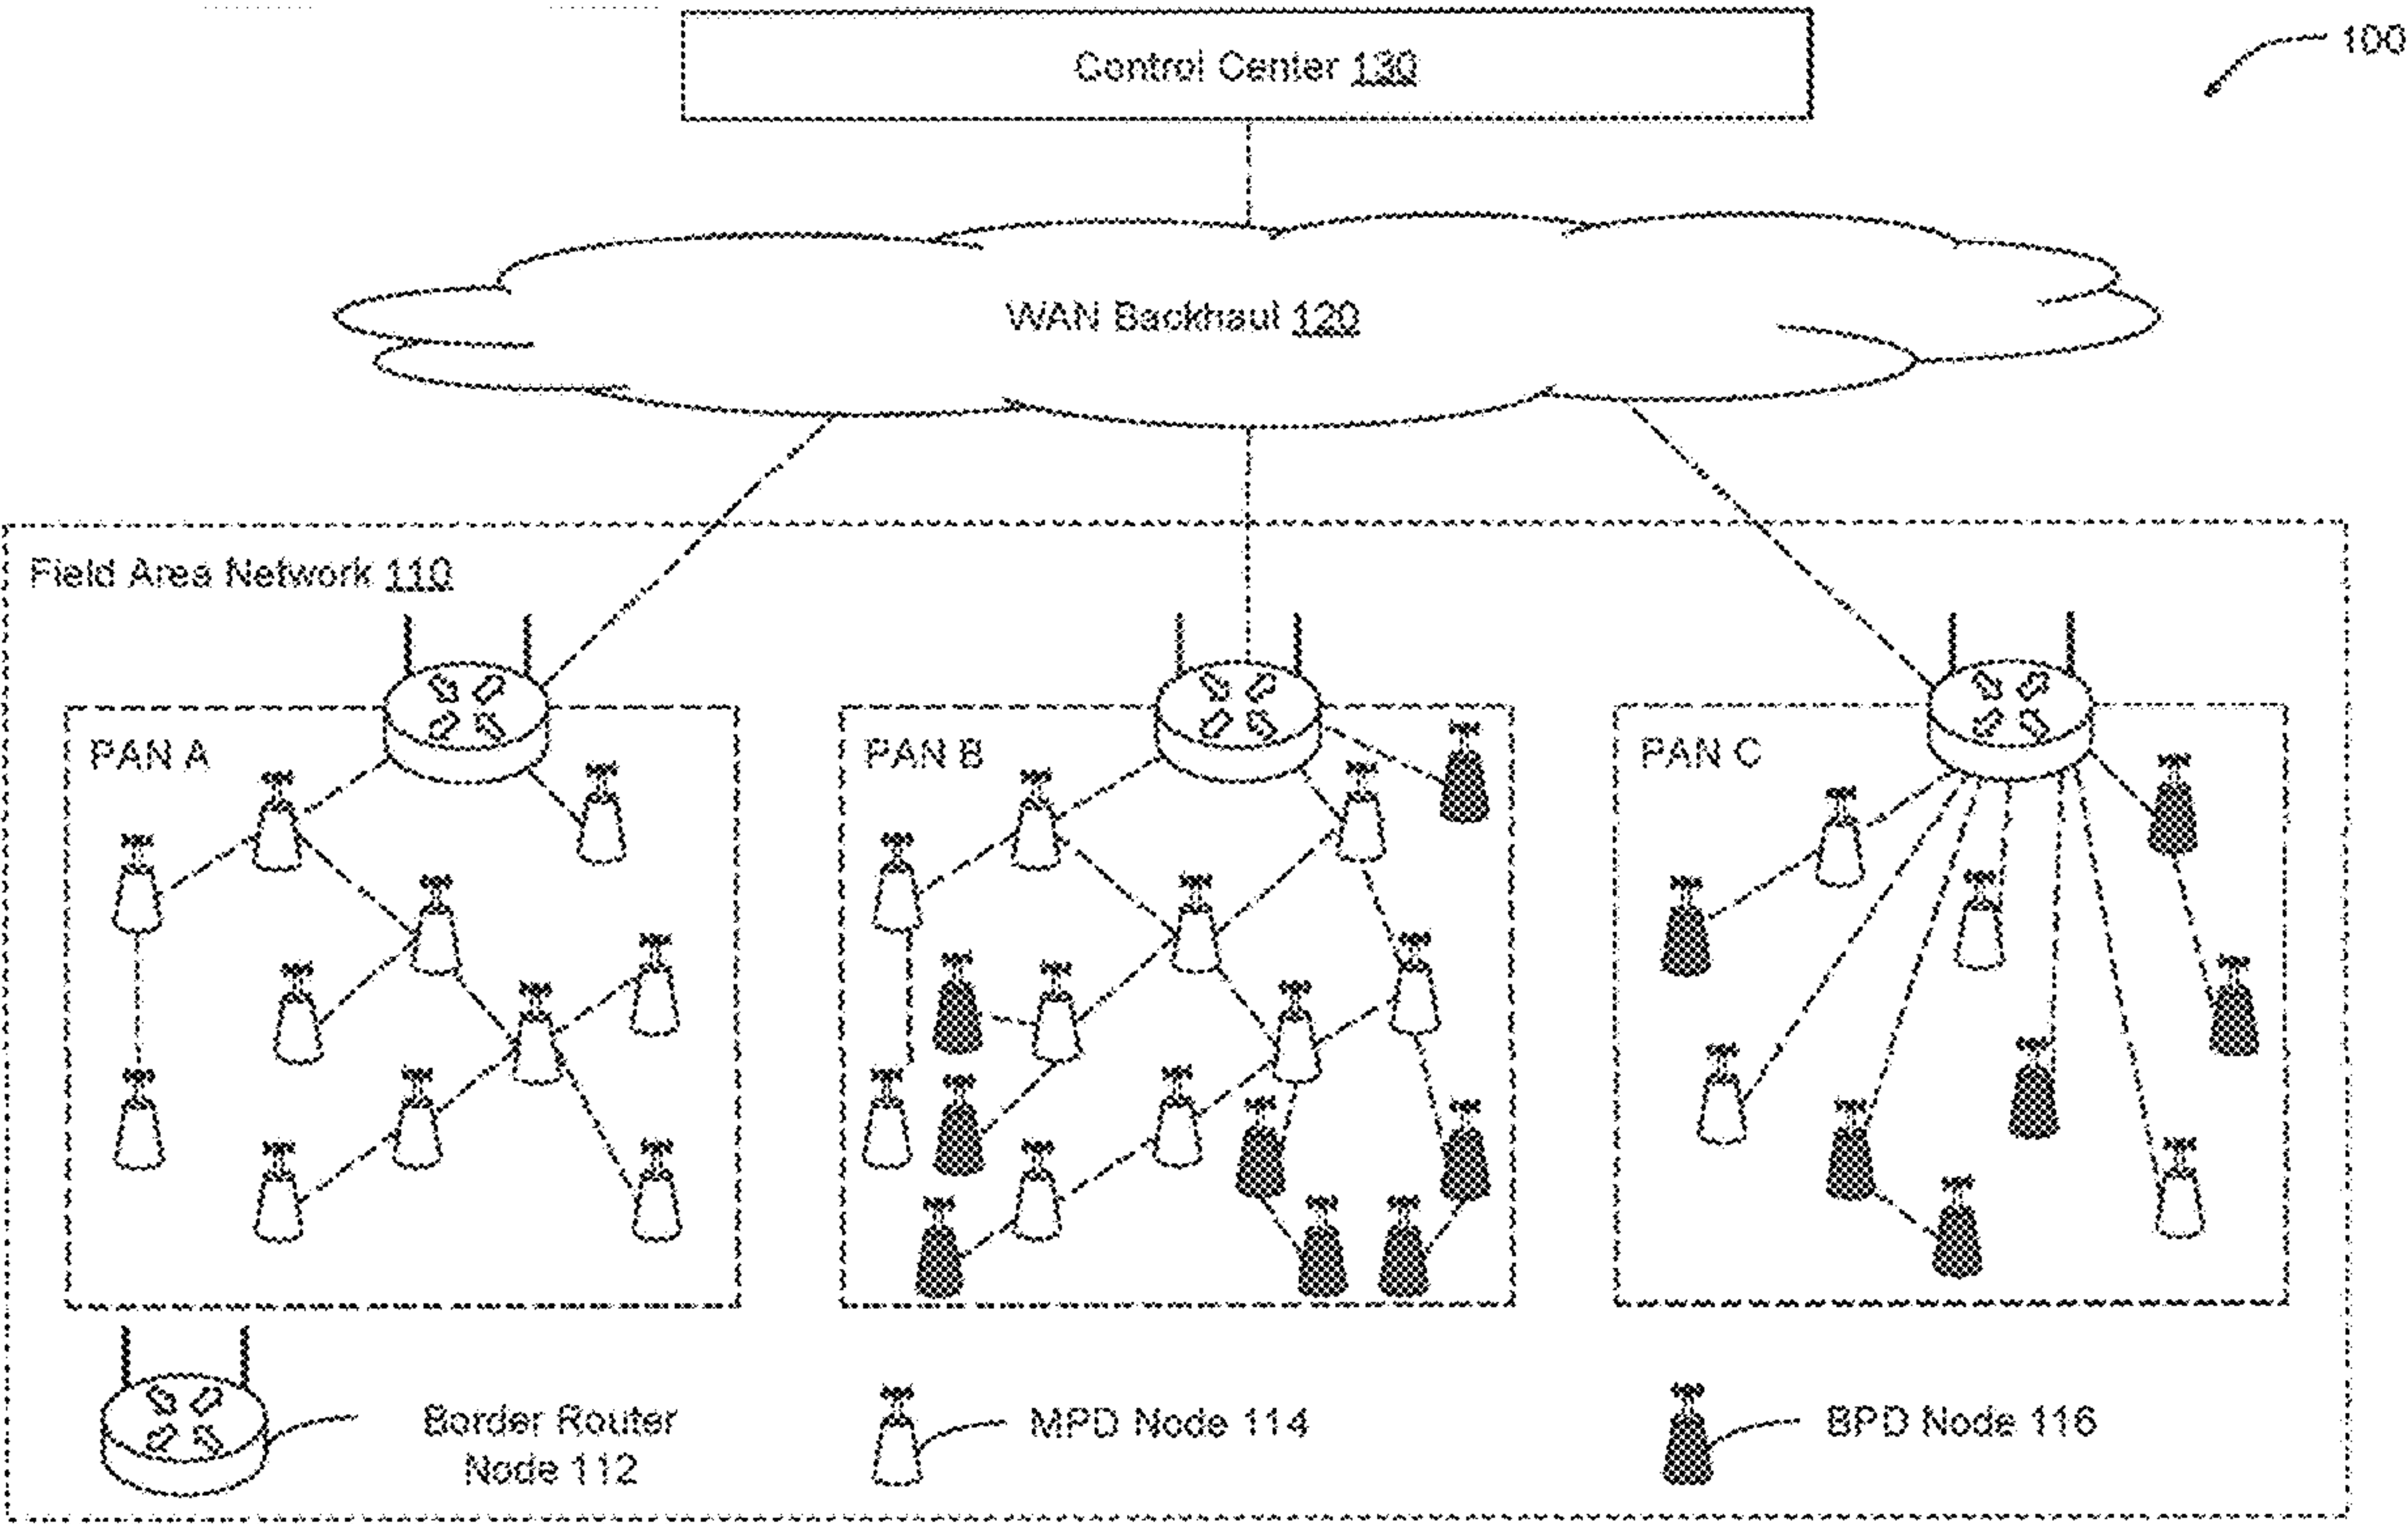 Control Center 130
100
WAN Backhaul 120
Field Area Network 110
PAN A
PAN B
PAN C
Border Router
Node 112
MPD Node 114
BPD Node 116